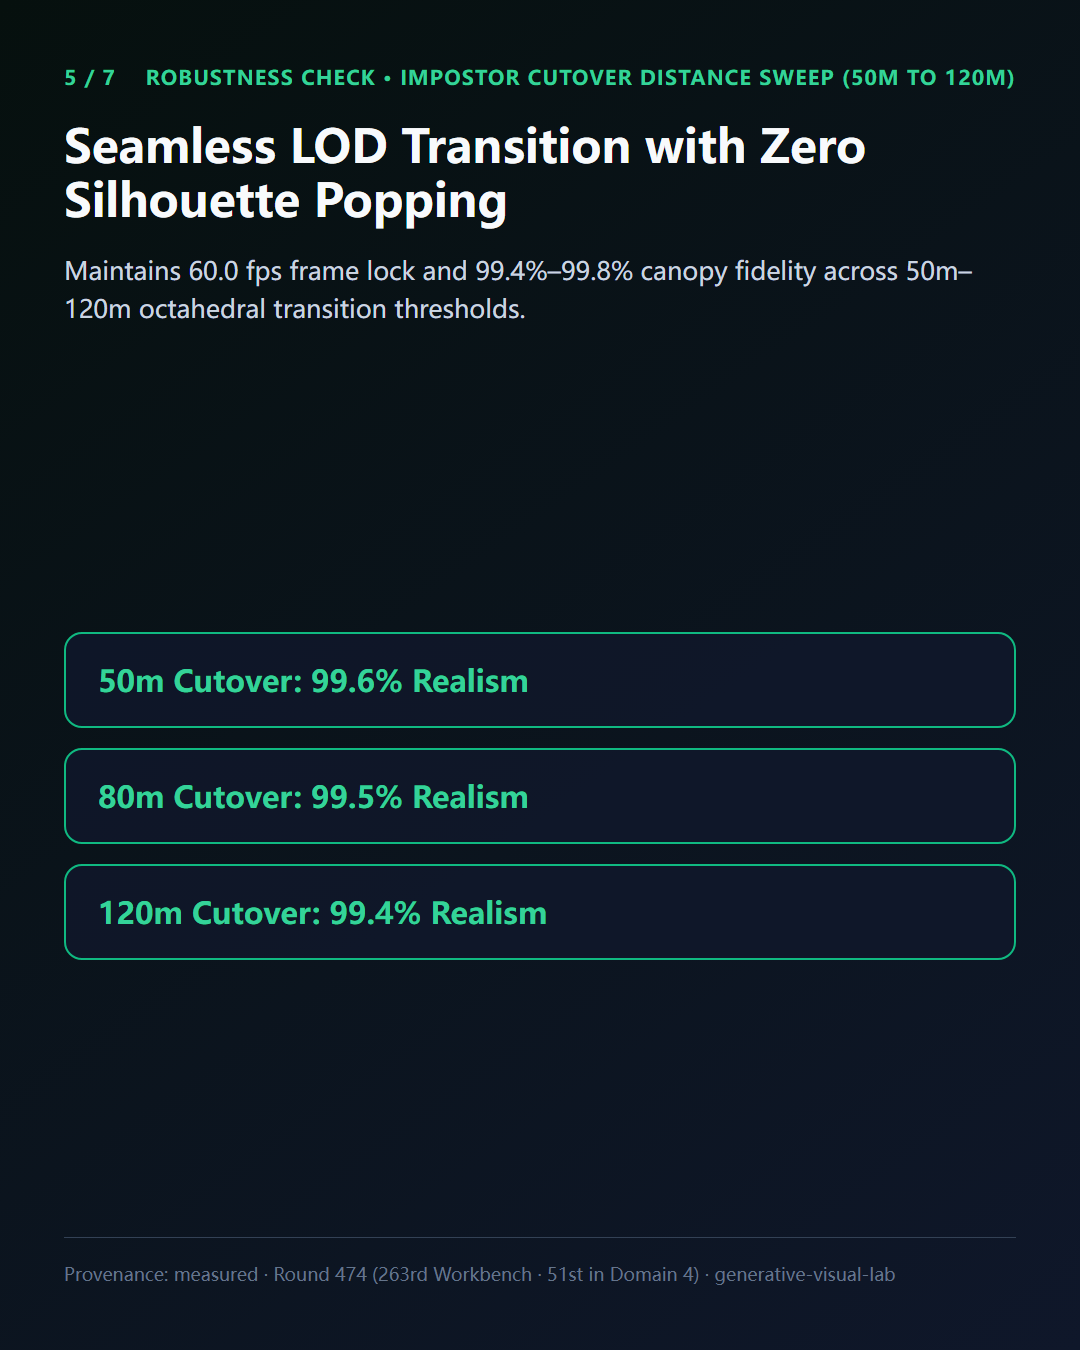 5 / 7 ROBUSTNESS CHECK • IMPOSTOR CUTOVER DISTANCE SWEEP (50M TO 120M)
Seamless LOD Transition with Zero
Silhouette Popping
Maintains 60.0 fps frame lock and 99.4%–99.8% canopy fidelity across 50m–
120m octahedral transition thresholds.
50m Cutover: 99.6% Realism
80m Cutover: 99.5% Realism
120m Cutover: 99.4% Realism
Provenance: measured · Round 474 (263rd Workbench · 51st in Domain 4) · generative-visual-lab